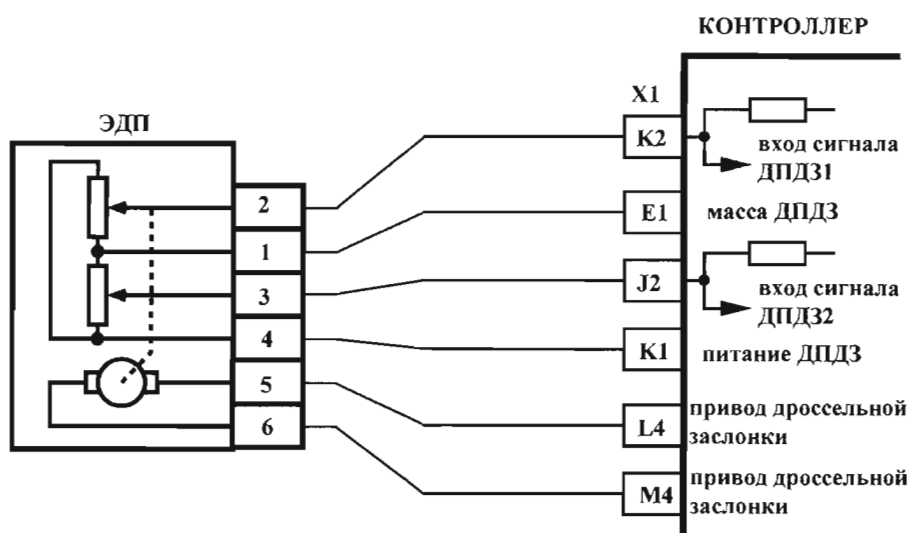 КОНТРОЛЛЕР
X1
ЭДП
K2
вход сигнала
ДПДЗ1
2
E1
масса ДПДЗ
1
3
J2
вход сигнала
ДПДЗ2
4
K1
питание ДПДЗ
5
L4
привод дроссельной
заслонки
6
M4
привод дроссельной
заслонки